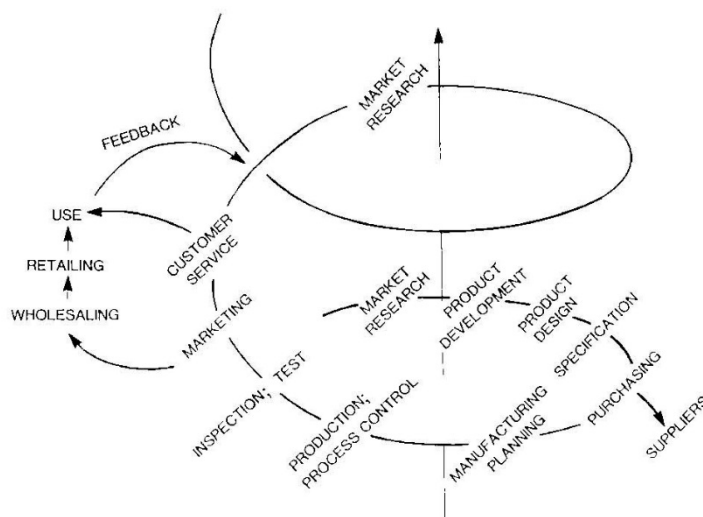 MARKET
RESEARCH
FEEDBACK
USE
RETAILING
WHOLESALING
CUSTOMER
SERVICE
MARKETING
INSPECTION; TEST
PRODUCTION;
PROCESS CONTROL
MARKET
RESEARCH
PRODUCT
DEVELOPMENT
PRODUCT
DESIGN
SPECIFICATION
PURCHASING
SUPPLIERS
MANUFACTURING
PLANNING